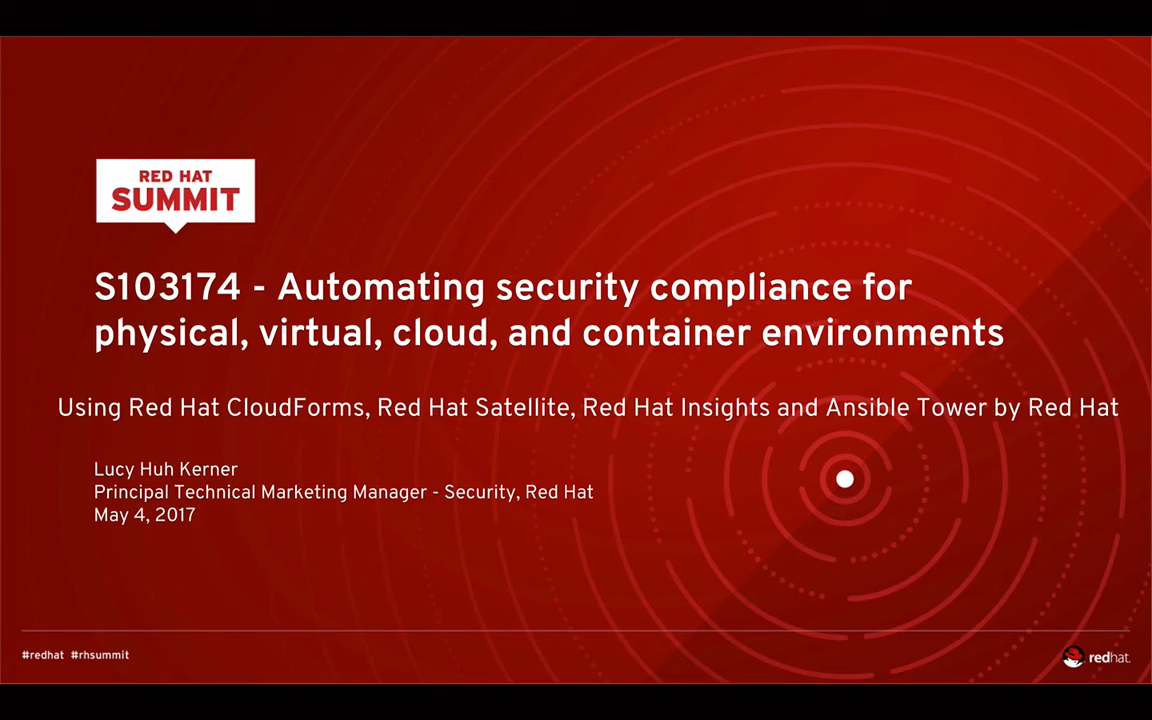 RED HAT
SUMMIT
S103174 - Automating security compliance for
physical, virtual, cloud, and container environments
Using Red Hat CloudForms, Red Hat Satellite, Red Hat Insights and Ansible Tower by Red Hat
Lucy Huh Kerner
Principal Technical Marketing Manager - Security, Red Hat
May 4, 2017
#redhat #rhsummit
redhat.